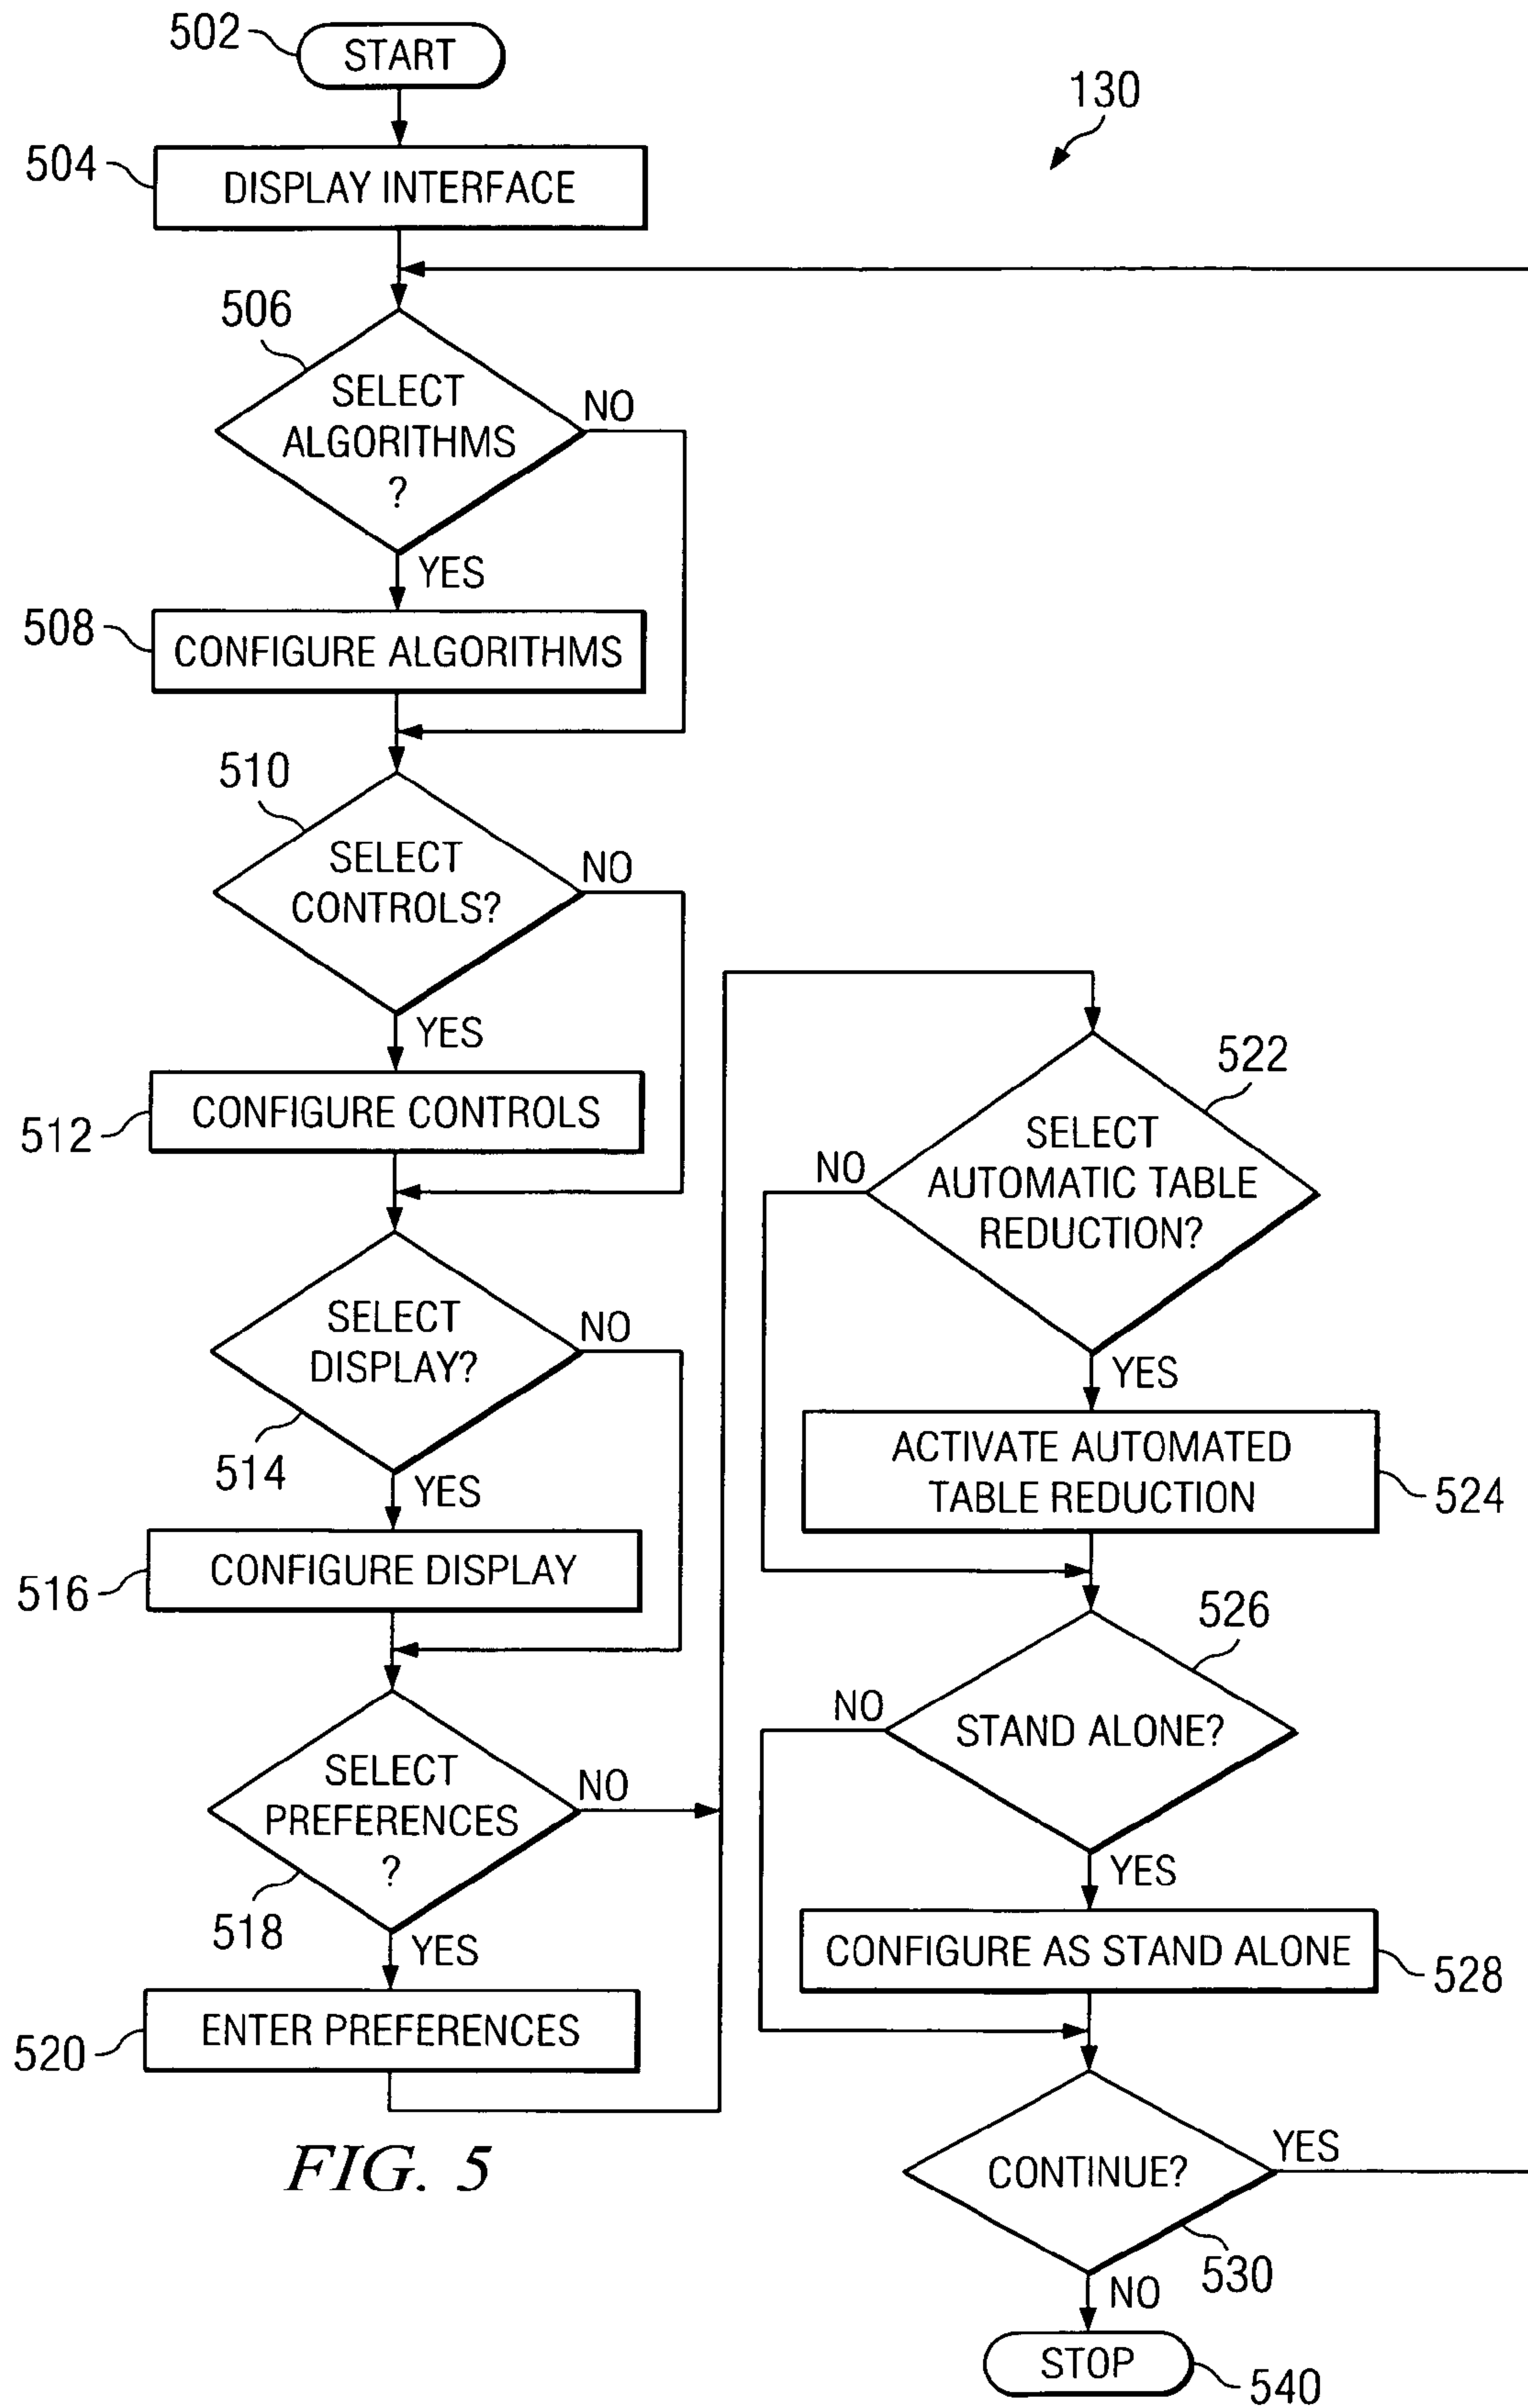 502
START
130
504
DISPLAY INTERFACE
506
SELECT
ALGORITHMS
?
NO
YES
508
CONFIGURE ALGORITHMS
510
SELECT
CONTROLS?
NO
YES
512
CONFIGURE CONTROLS
SELECT
DISPLAY?
NO
514
YES
516
CONFIGURE DISPLAY
SELECT
PREFERENCES
?
NO
518
YES
520
ENTER PREFERENCES
522
SELECT
AUTOMATIC TABLE
REDUCTION?
NO
YES
ACTIVATE AUTOMATED
TABLE REDUCTION
524
526
NO
STAND ALONE?
YES
CONFIGURE AS STAND ALONE
528
CONTINUE?
YES
530
NO
STOP
540
FIG. 5